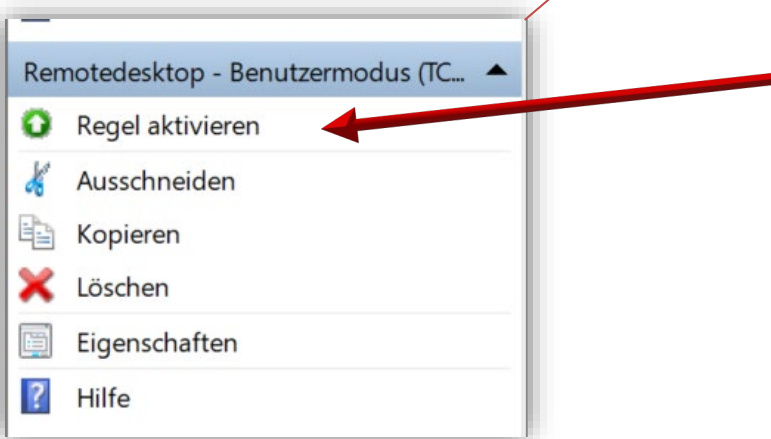 Remotedesktop - Benutzermodus (TC...
Regel aktivieren
Ausschneiden
Kopieren
Löschen
Eigenschaften
Hilfe